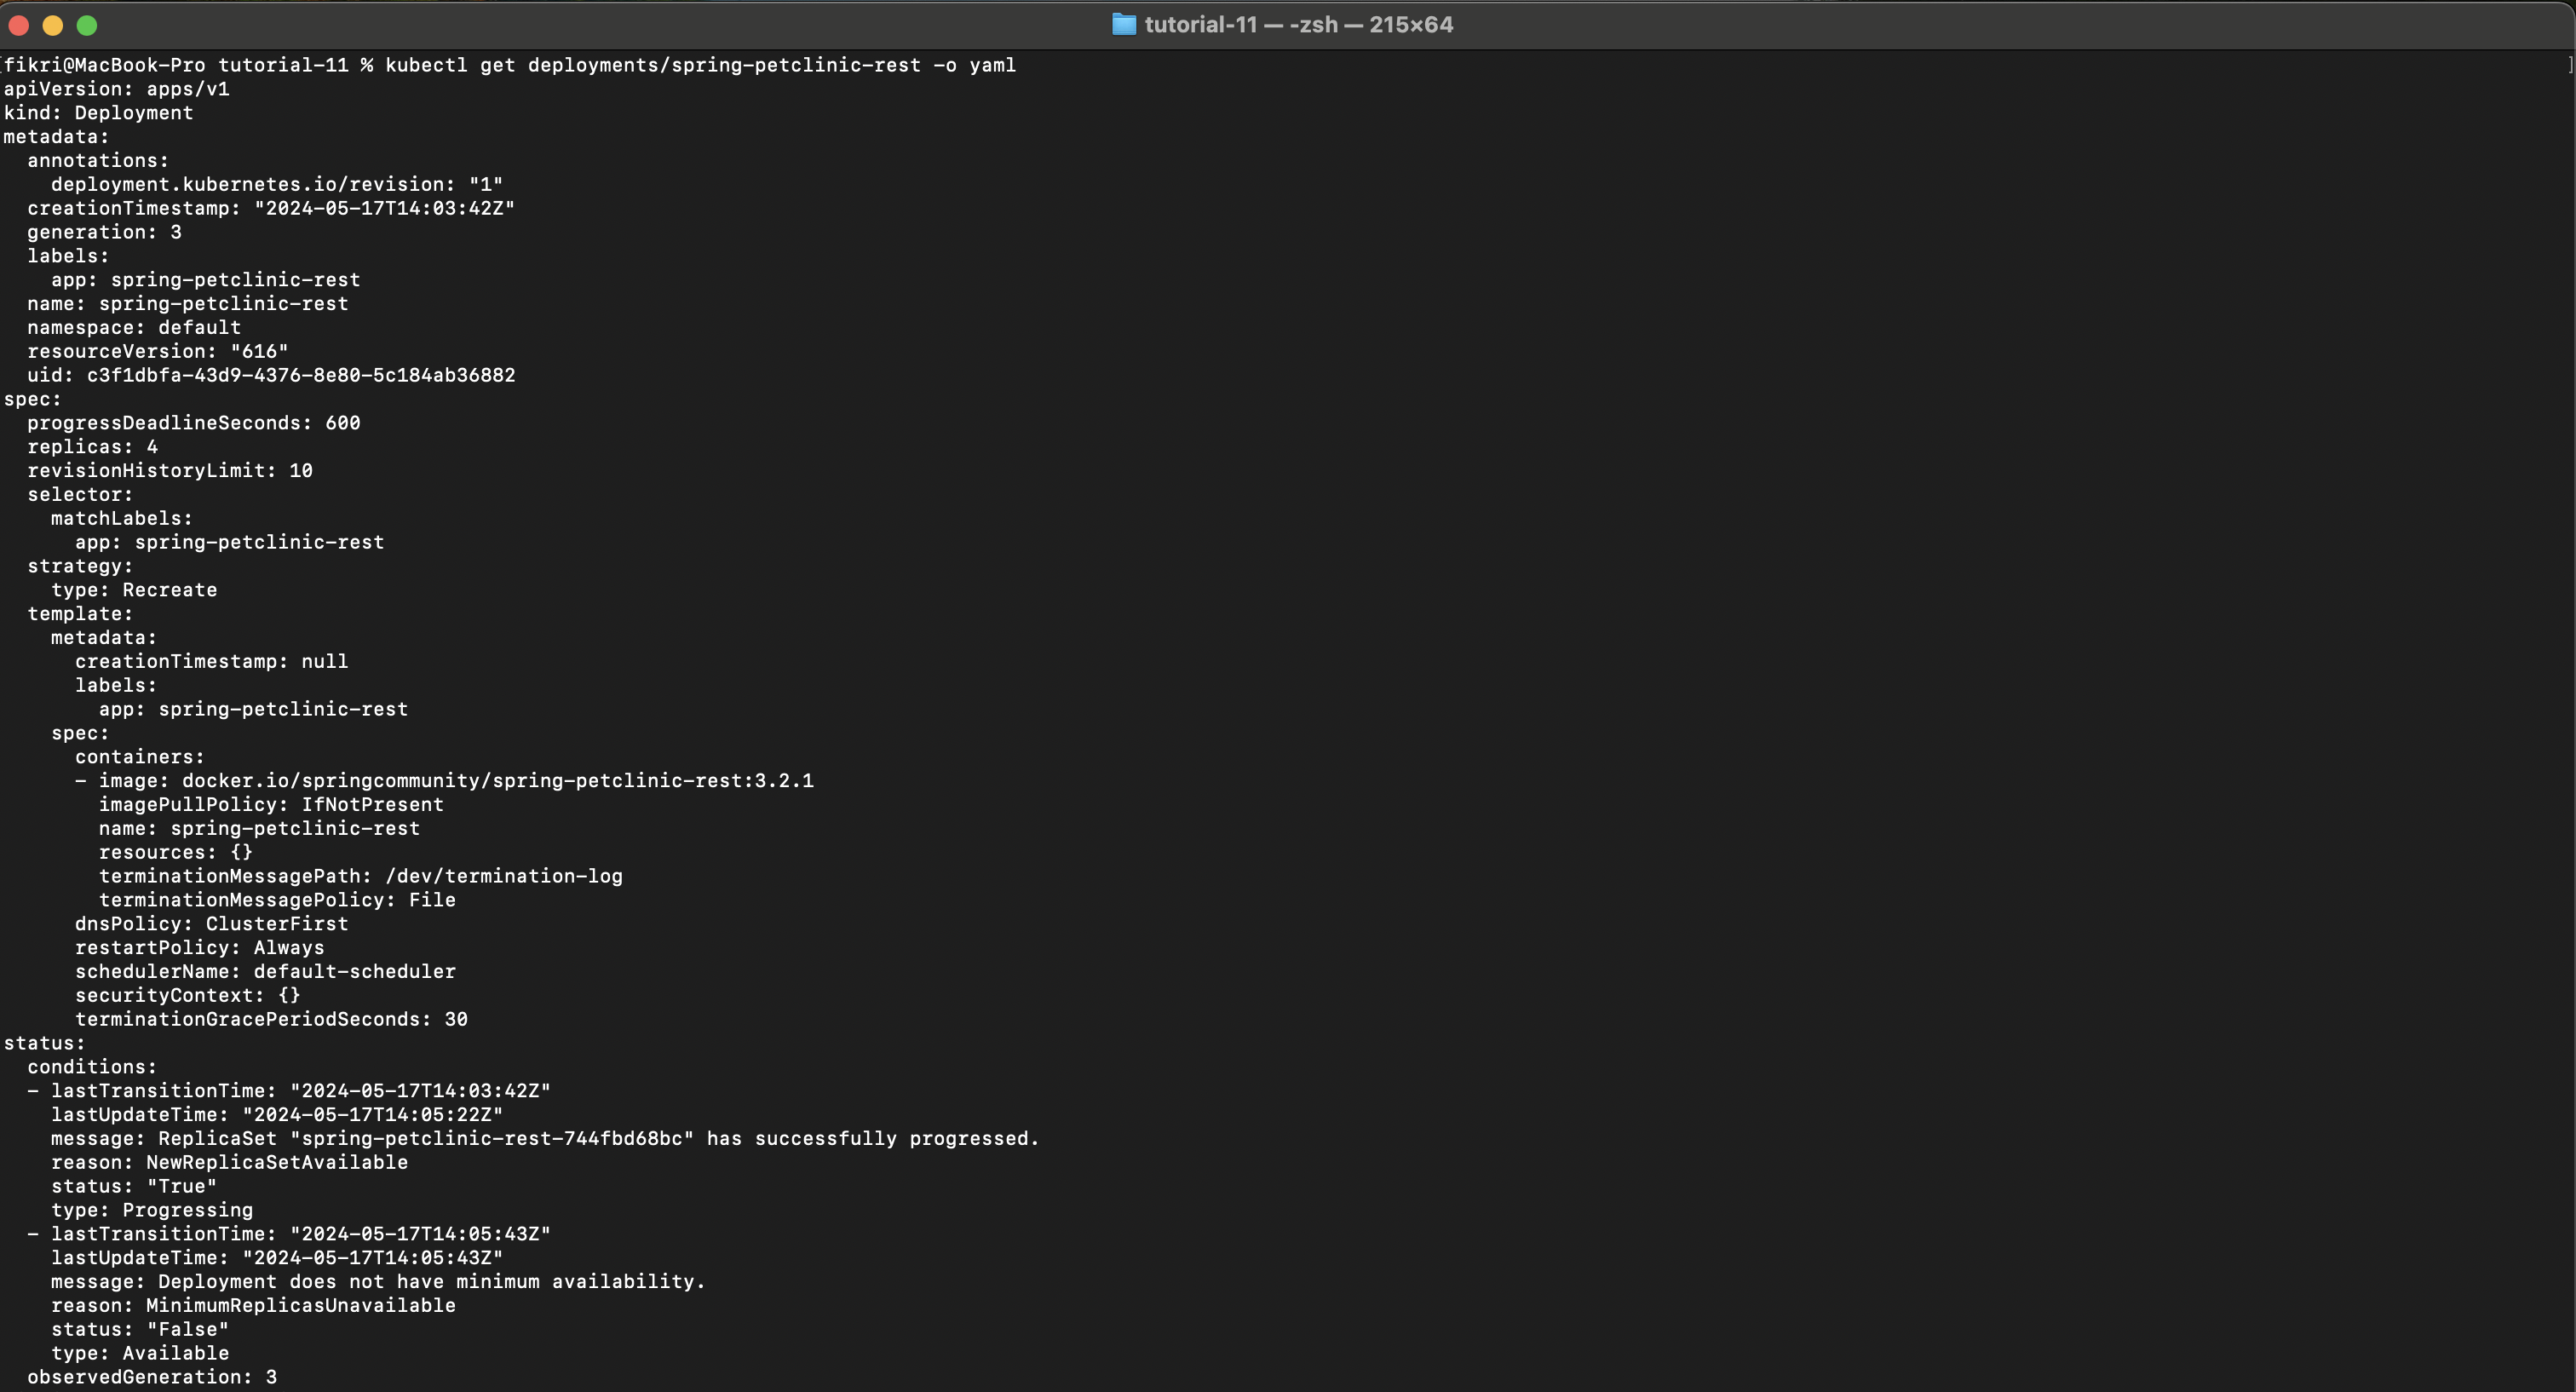 tutorial-11 — -zsh — 215×64
[fikri@MacBook-Pro tutorial-11 % kubectl get deployments/spring-petclinic-rest -o yaml ]
apiVersion: apps/v1
kind: Deployment
metadata:
  annotations:
    deployment.kubernetes.io/revision: "1"
  creationTimestamp: "2024-05-17T14:03:42Z"
  generation: 3
  labels:
    app: spring-petclinic-rest
  name: spring-petclinic-rest
  namespace: default
  resourceVersion: "616"
  uid: c3f1dbfa-43d9-4376-8e80-5c184ab36882
spec:
  progressDeadlineSeconds: 600
  replicas: 4
  revisionHistoryLimit: 10
  selector:
    matchLabels:
      app: spring-petclinic-rest
  strategy:
    type: Recreate
  template:
    metadata:
      creationTimestamp: null
      labels:
        app: spring-petclinic-rest
    spec:
      containers:
      - image: docker.io/springcommunity/spring-petclinic-rest:3.2.1
        imagePullPolicy: IfNotPresent
        name: spring-petclinic-rest
        resources: {}
        terminationMessagePath: /dev/termination-log
        terminationMessagePolicy: File
      dnsPolicy: ClusterFirst
      restartPolicy: Always
      schedulerName: default-scheduler
      securityContext: {}
      terminationGracePeriodSeconds: 30
status:
  conditions:
  - lastTransitionTime: "2024-05-17T14:03:42Z"
    lastUpdateTime: "2024-05-17T14:05:22Z"
    message: ReplicaSet "spring-petclinic-rest-744fbd68bc" has successfully progressed.
    reason: NewReplicaSetAvailable
    status: "True"
    type: Progressing
  - lastTransitionTime: "2024-05-17T14:05:43Z"
    lastUpdateTime: "2024-05-17T14:05:43Z"
    message: Deployment does not have minimum availability.
    reason: MinimumReplicasUnavailable
    status: "False"
    type: Available
  observedGeneration: 3